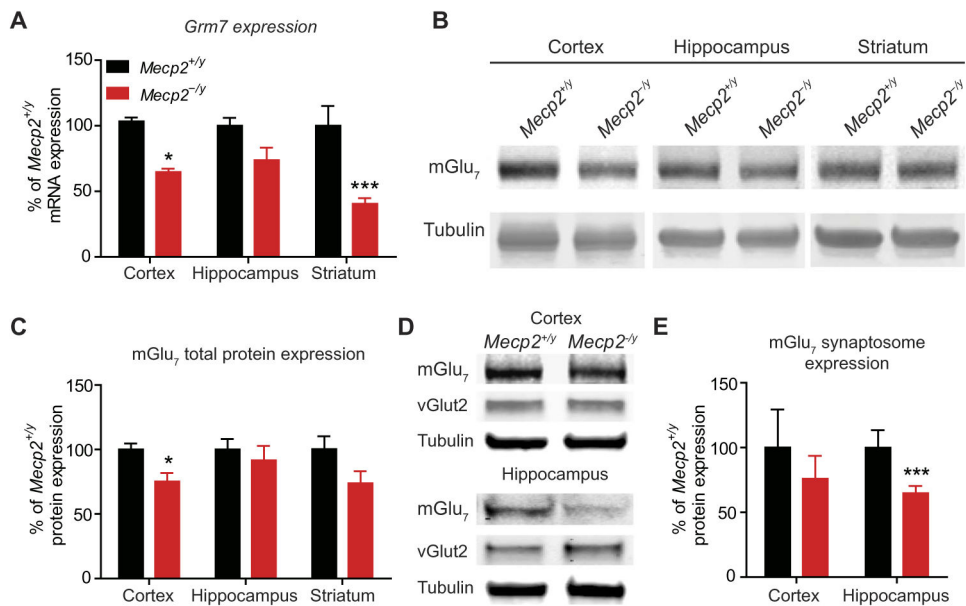 A
Grm7 expression
% of Mecp2+/y
mRNA expression
150
100
50
0
Mecp2+/y
Mecp2−/y
*
***
Cortex
Hippocampus
Striatum
B
Cortex
Hippocampus
Striatum
Mecp2+/y
Mecp2−/y
Mecp2+/y
Mecp2−/y
Mecp2+/y
Mecp2−/y
mGlu7
Tubulin
C
mGlu7 total protein expression
% of Mecp2+/y
protein expression
150
100
50
0
*
Cortex
Hippocampus
Striatum
D
Cortex
Mecp2+/y
Mecp2-/y
mGlu7
vGlut2
Tubulin
Hippocampus
mGlu7
vGlut2
Tubulin
E
mGlu7 synaptosome
expression
% of Mecp2+/y
protein expression
150
100
50
0
***
Cortex
Hippocampus